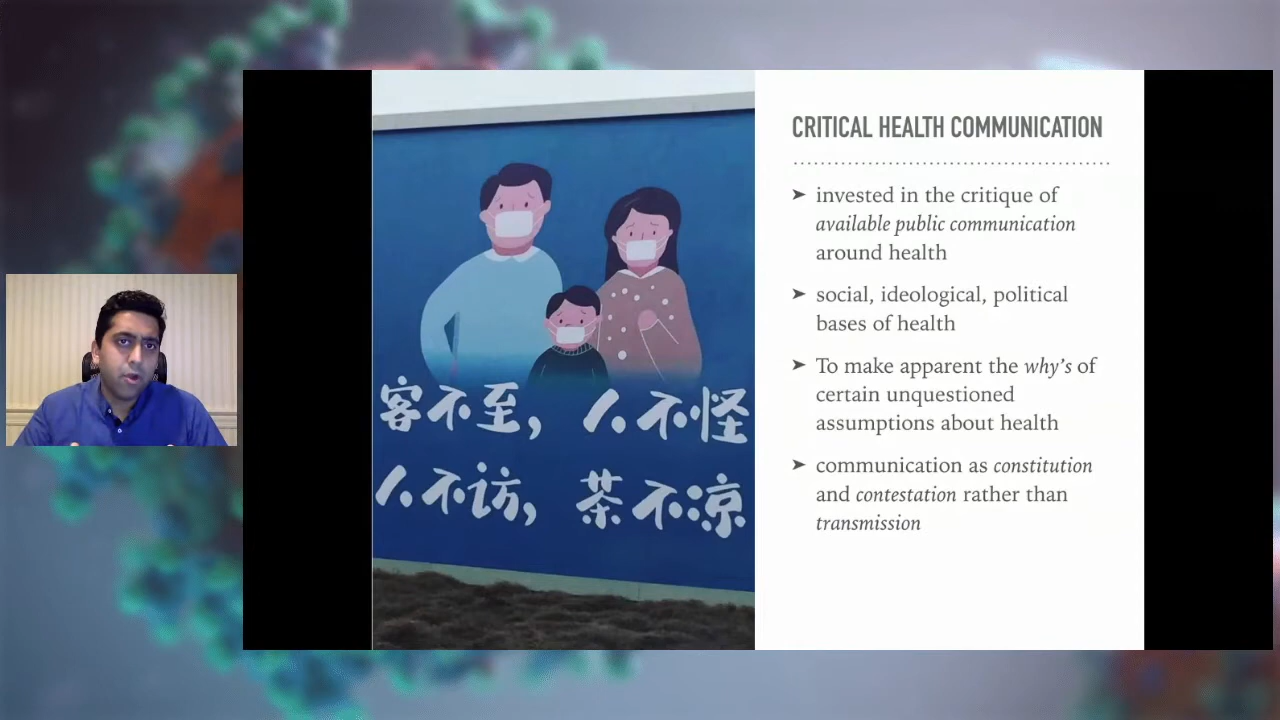 客不至，人不怪
人不访，茶不凉
CRITICAL HEALTH COMMUNICATION
➤ invested in the critique of
available public communication
around health
➤ social, ideological, political
bases of health
➤ To make apparent the why's of
certain unquestioned
assumptions about health
➤ communication as constitution
and contestation rather than
transmission